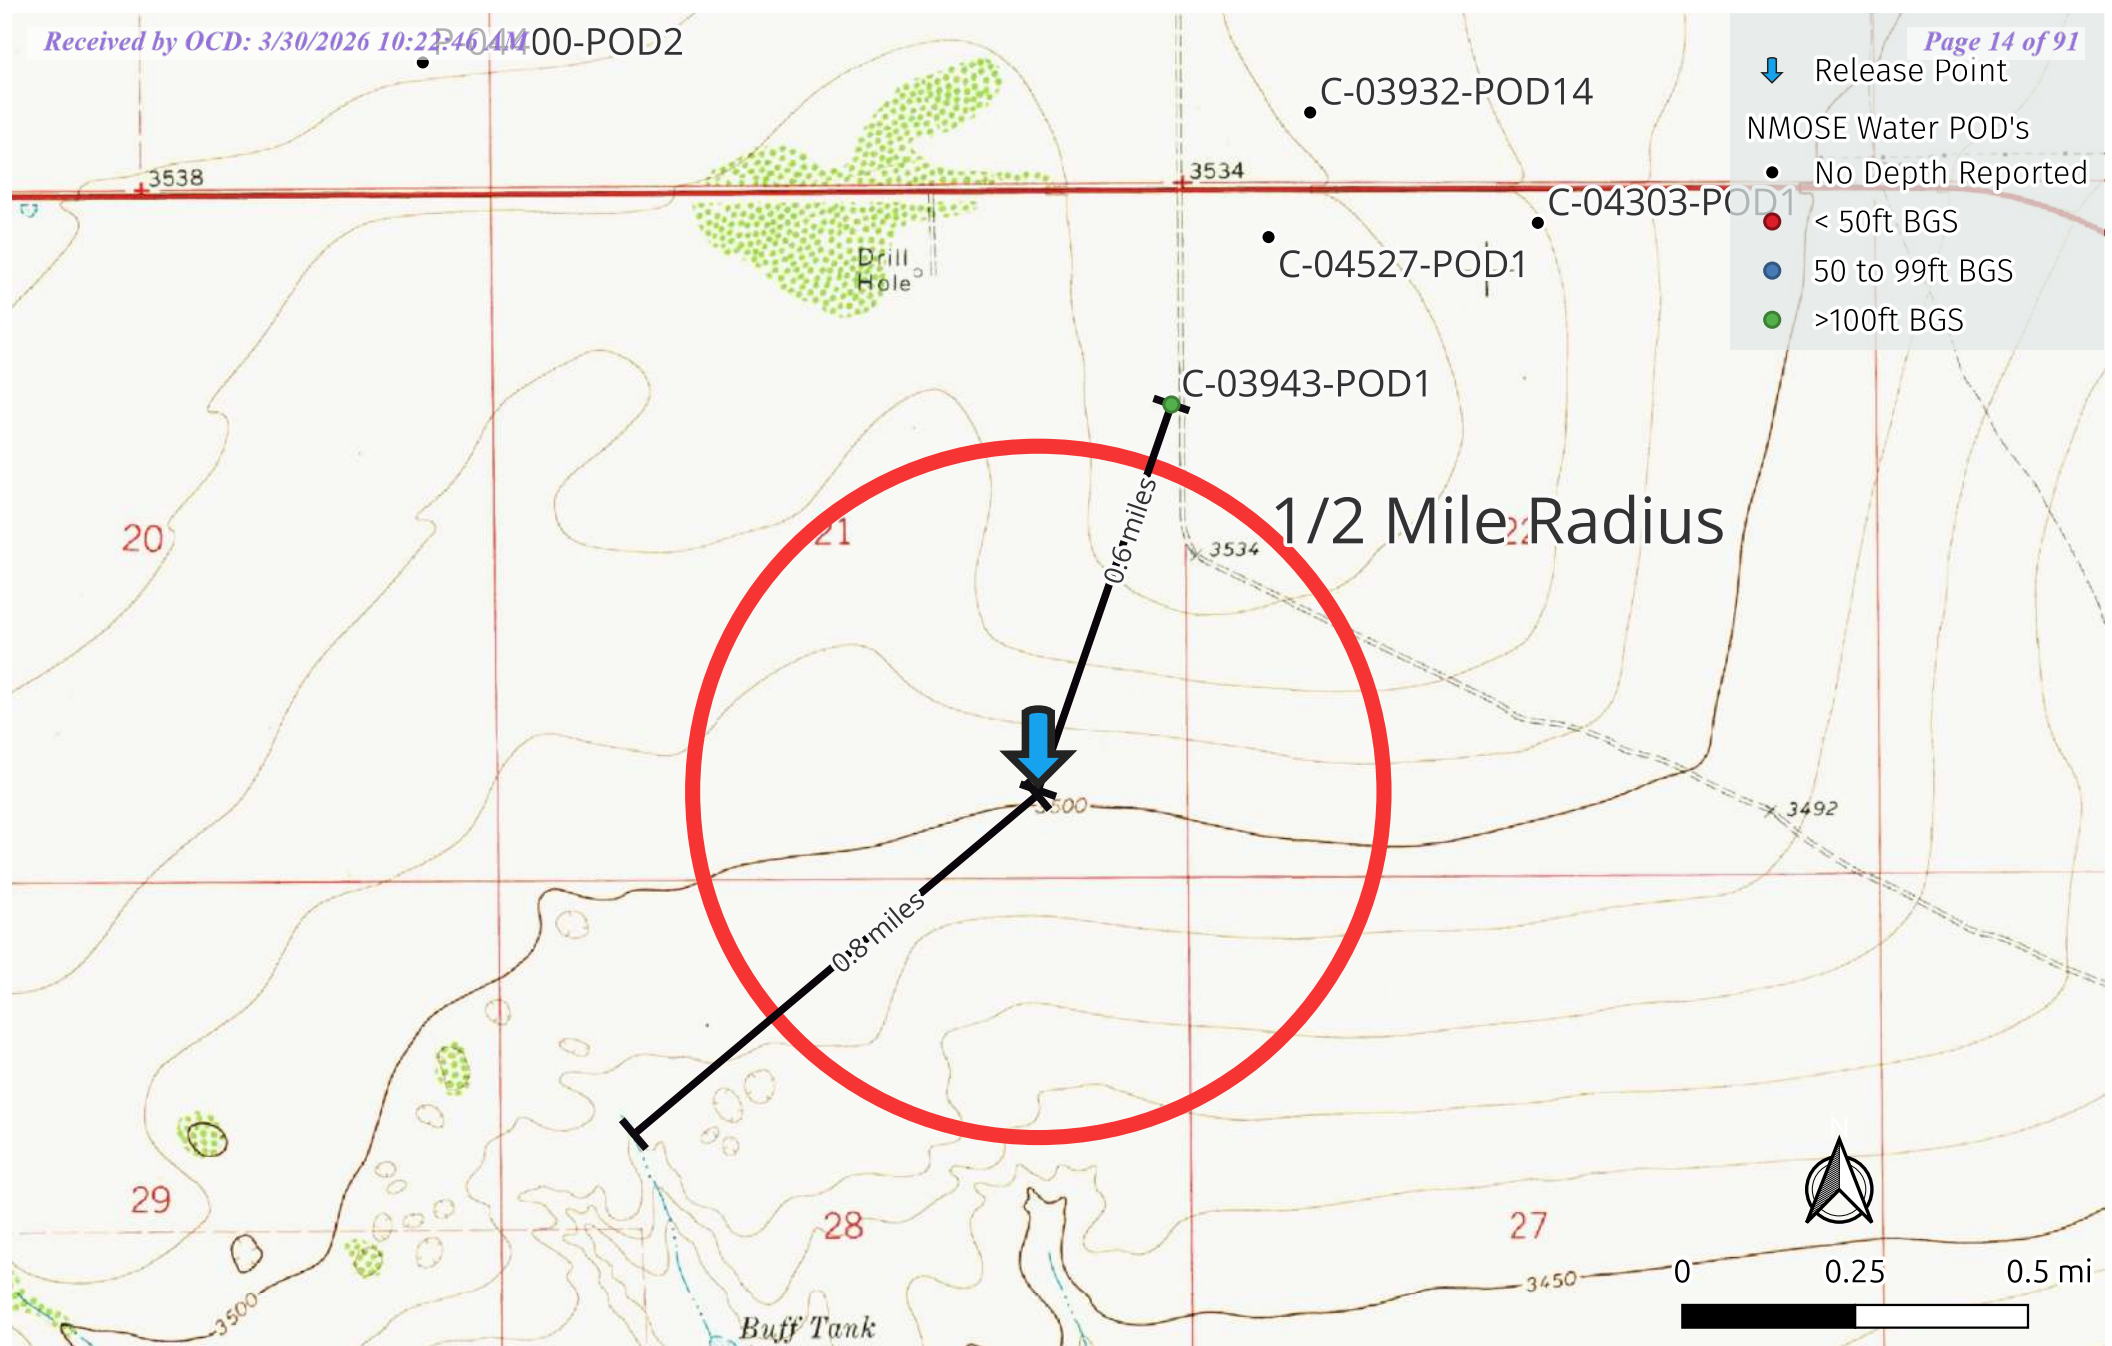 Received by OCD: 3/30/2026 10:22:46 AM
Page 14 of 91
Release Point
NMOSE Water POD's
No Depth Reported
< 50ft BGS
50 to 99ft BGS
>100ft BGS
C-03932-POD14
3538
3534
C-04303-POD1
C-04527-POD1
Drill
Hole
C-03943-POD1
1/2 Mile Radius
20
21
22
0.6 miles
3534
3500
3492
0.8 miles
29
28
27
N
3500
3450
Buff Tank
0
0.25
0.5 mi